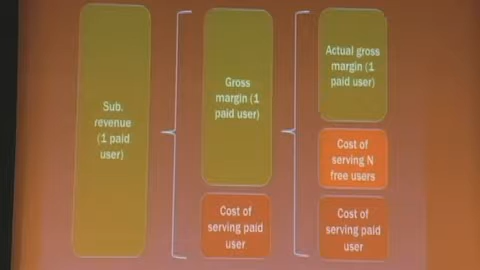 Sub.
revenue
(1 paid
user)
Gross
margin (1
paid user)
Cost of
serving paid
user
Actual gross
margin (1
paid user)
Cost of
serving N
free users
Cost of
serving paid
user